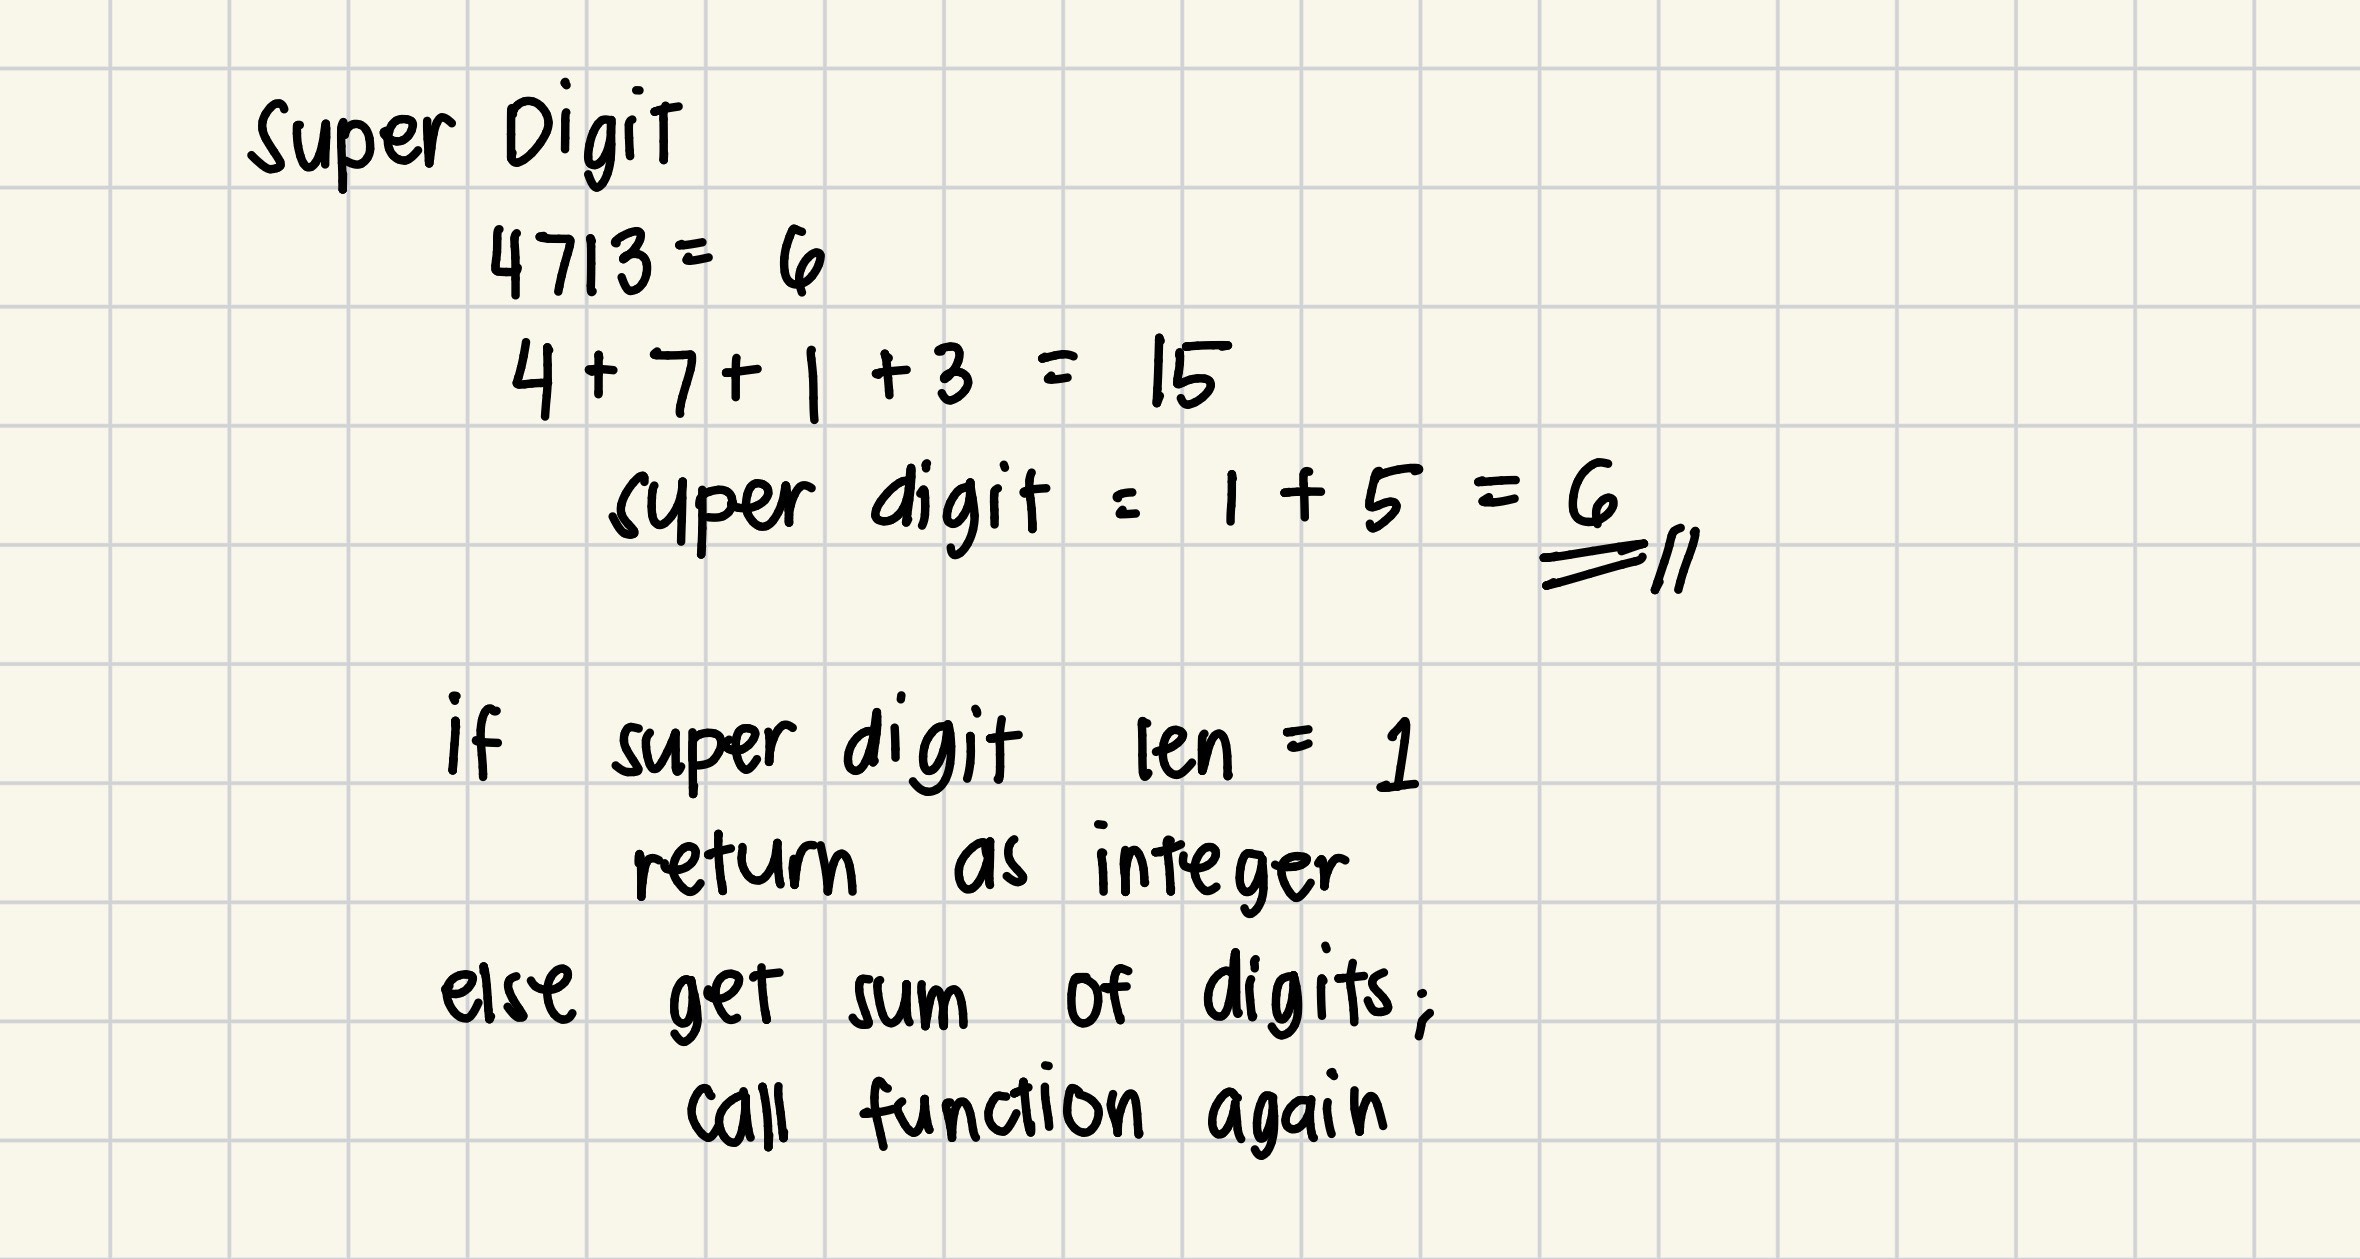 Super Digit
4713 = 6
4 + 7 + 1 + 3 = 15
super digit = 1 + 5 = 6 //
if super digit len = 1
return as integer
else get sum of digits;
call function again